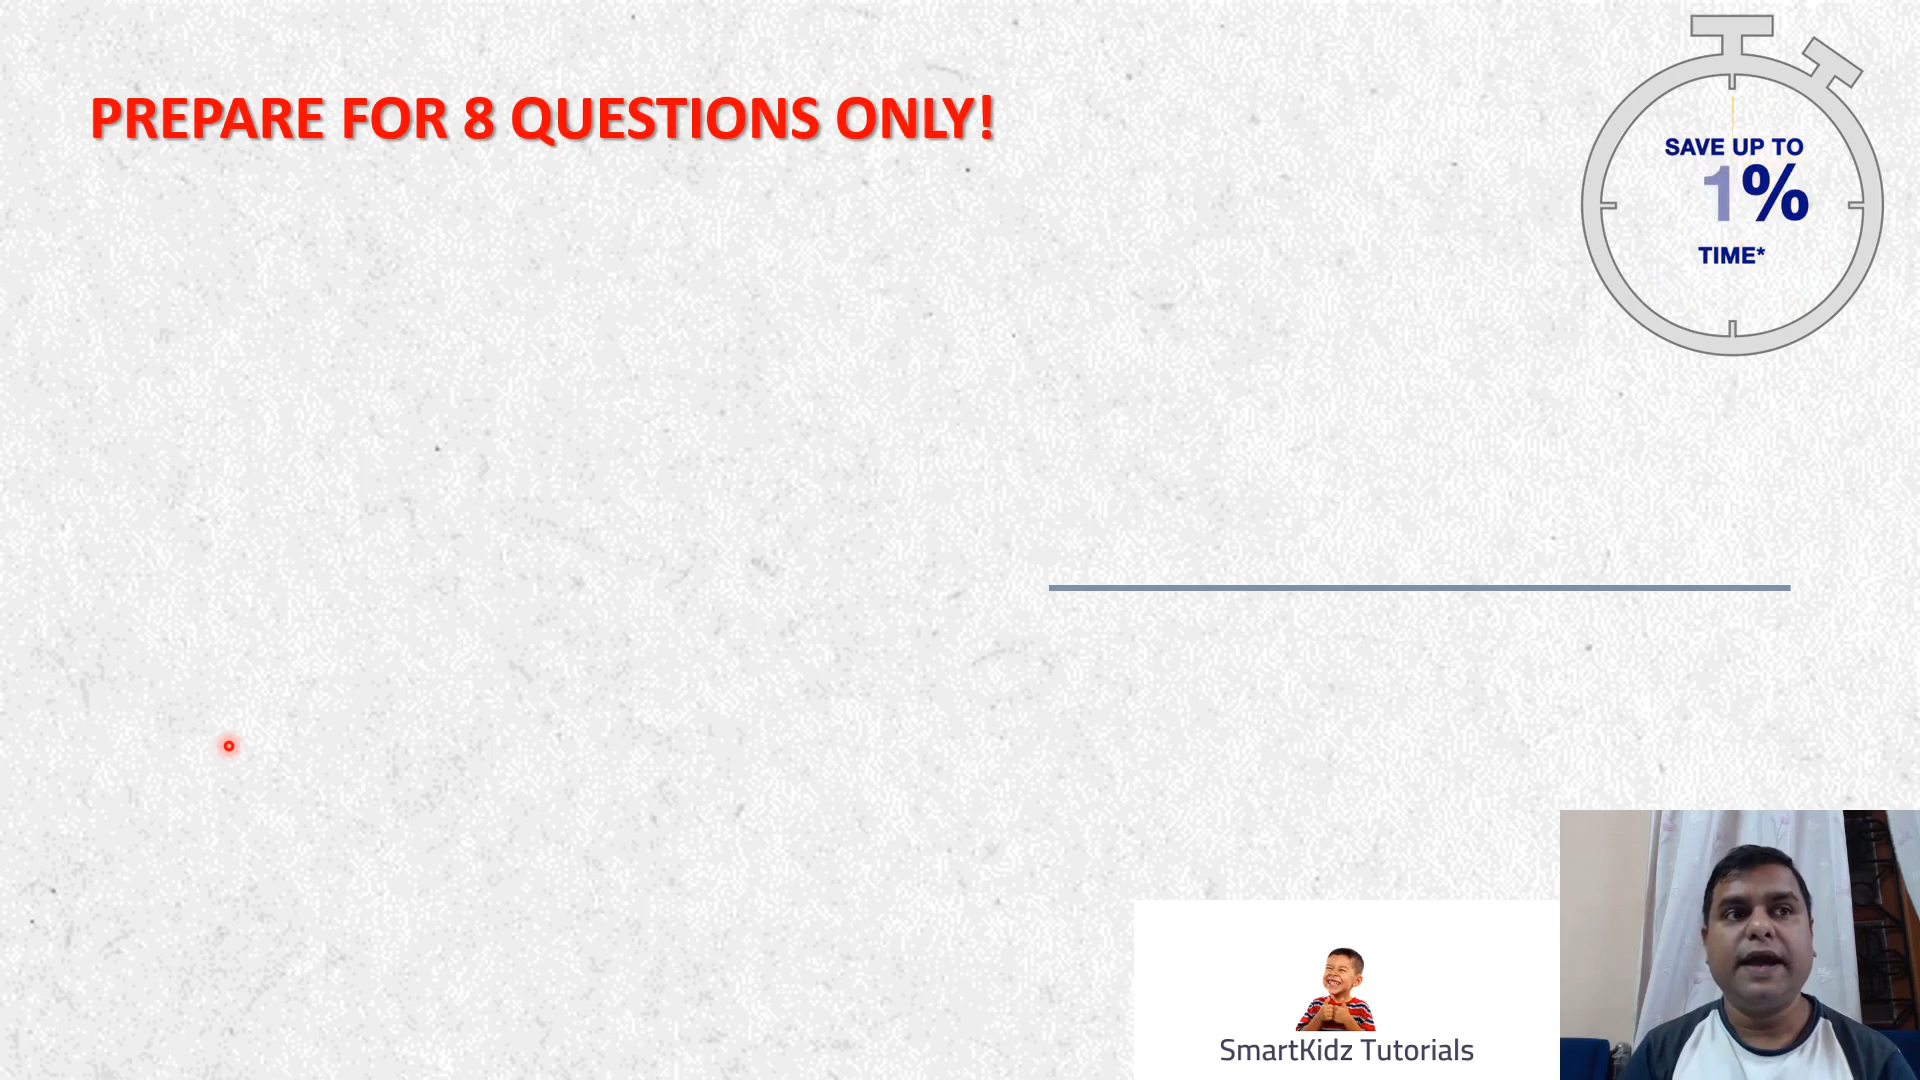 PREPARE FOR 8 QUESTIONS ONLY!
SAVE UP TO
1%
TIME*
SmartKidz Tutorials